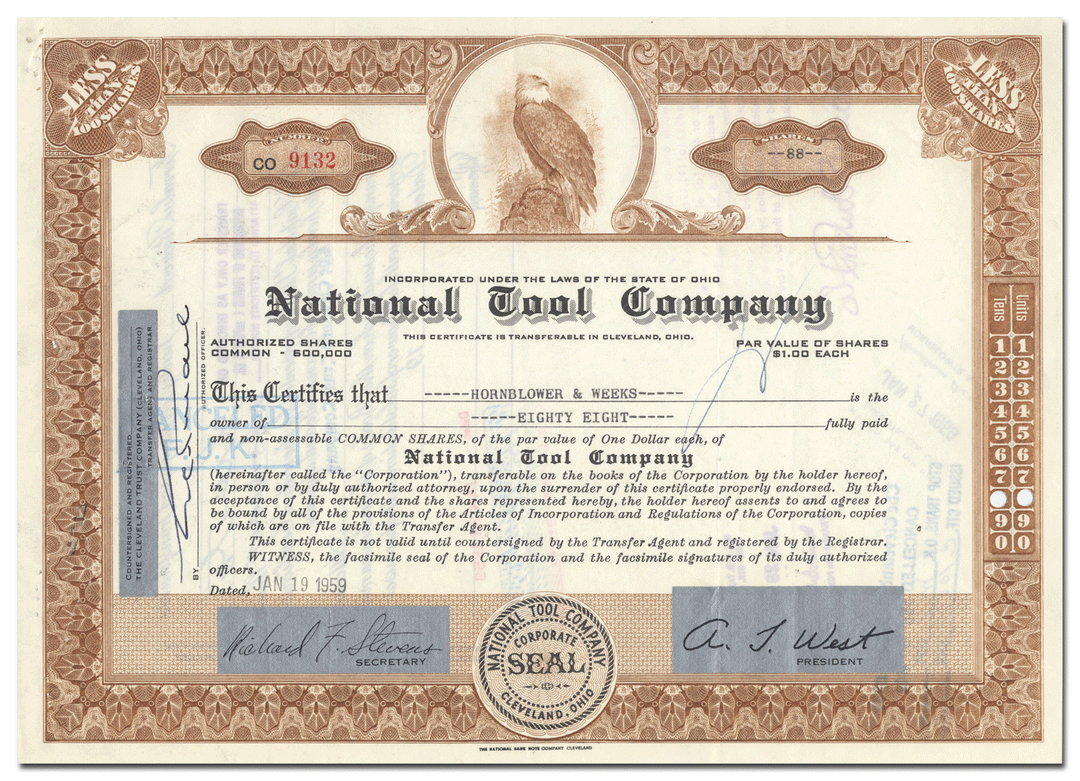 LESS
THAN
100 SHARES
LESS
THAN
100 SHARES
NUMBER
CO 9132
SHARES
--88--
INCORPORATED UNDER THE LAWS OF THE STATE OF OHIO
National Tool Company
THIS CERTIFICATE IS TRANSFERABLE IN CLEVELAND, OHIO.
AUTHORIZED SHARES
COMMON - 500,000
PAR VALUE OF SHARES
$1.00 EACH
This Certifies that ------HORNBLOWER & WEEKS----- is the
owner of -----EIGHTY EIGHT----- fully paid
and non-assessable COMMON SHARES, of the par value of One Dollar each, of
National Tool Company
(hereinafter called the "Corporation"), transferable on the books of the Corporation by the holder hereof,
in person or by duly authorized attorney, upon the surrender of this certificate properly endorsed. By the
acceptance of this certificate and the shares represented hereby, the holder hereof assents to and agrees to
be bound by all of the provisions of the Articles of Incorporation and Regulations of the Corporation, copies
of which are on file with the Transfer Agent.
This certificate is not valid until countersigned by the Transfer Agent and registered by the Registrar.
WITNESS, the facsimile seal of the Corporation and the facsimile signatures of its duly authorized
officers.
Dated, JAN 19 1959
COUNTERSIGNED AND REGISTERED
THE CLEVELAND TRUST COMPANY (CLEVELAND, OHIO)
TRANSFER AGENT AND REGISTRAR
BY
AUTHORIZED OFFICER.
Tens Units
1 1
2 2
3 3
4 4
5 5
6 6
7 7
9 9
0 0
Richard F. Stevens
SECRETARY
NATIONAL TOOL COMPANY
CORPORATE
SEAL
CLEVELAND, OHIO
A. J. West
PRESIDENT
THE NATIONAL BANK NOTE COMPANY CLEVELAND